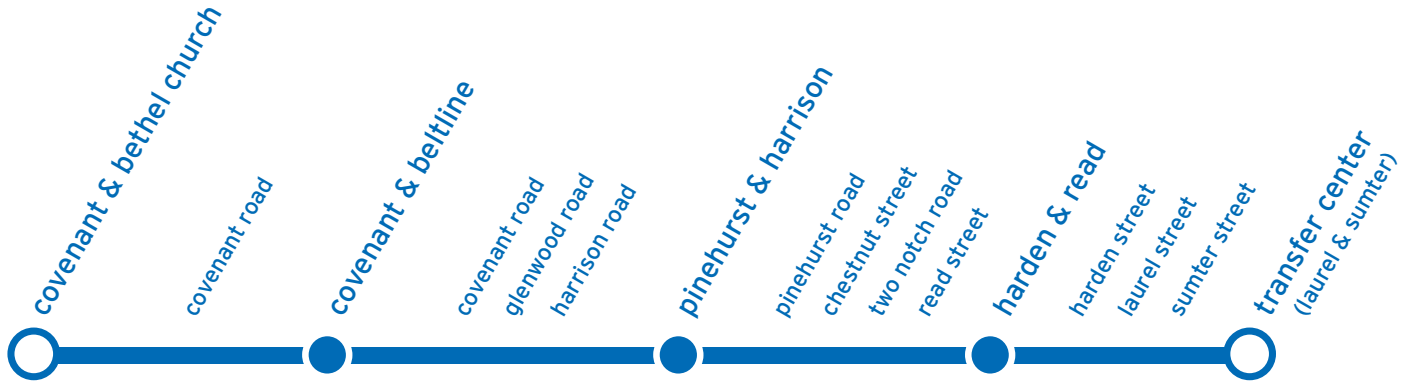 covenant & bethel church
covenant road
covenant & beltline
covenant road
glenwood road
harrison road
pinehurst & harrison
pinehurst road
chestnut street
two notch road
read street
harden & read
harden street
laurel street
sumter street
transfer center
(laurel & sumter)